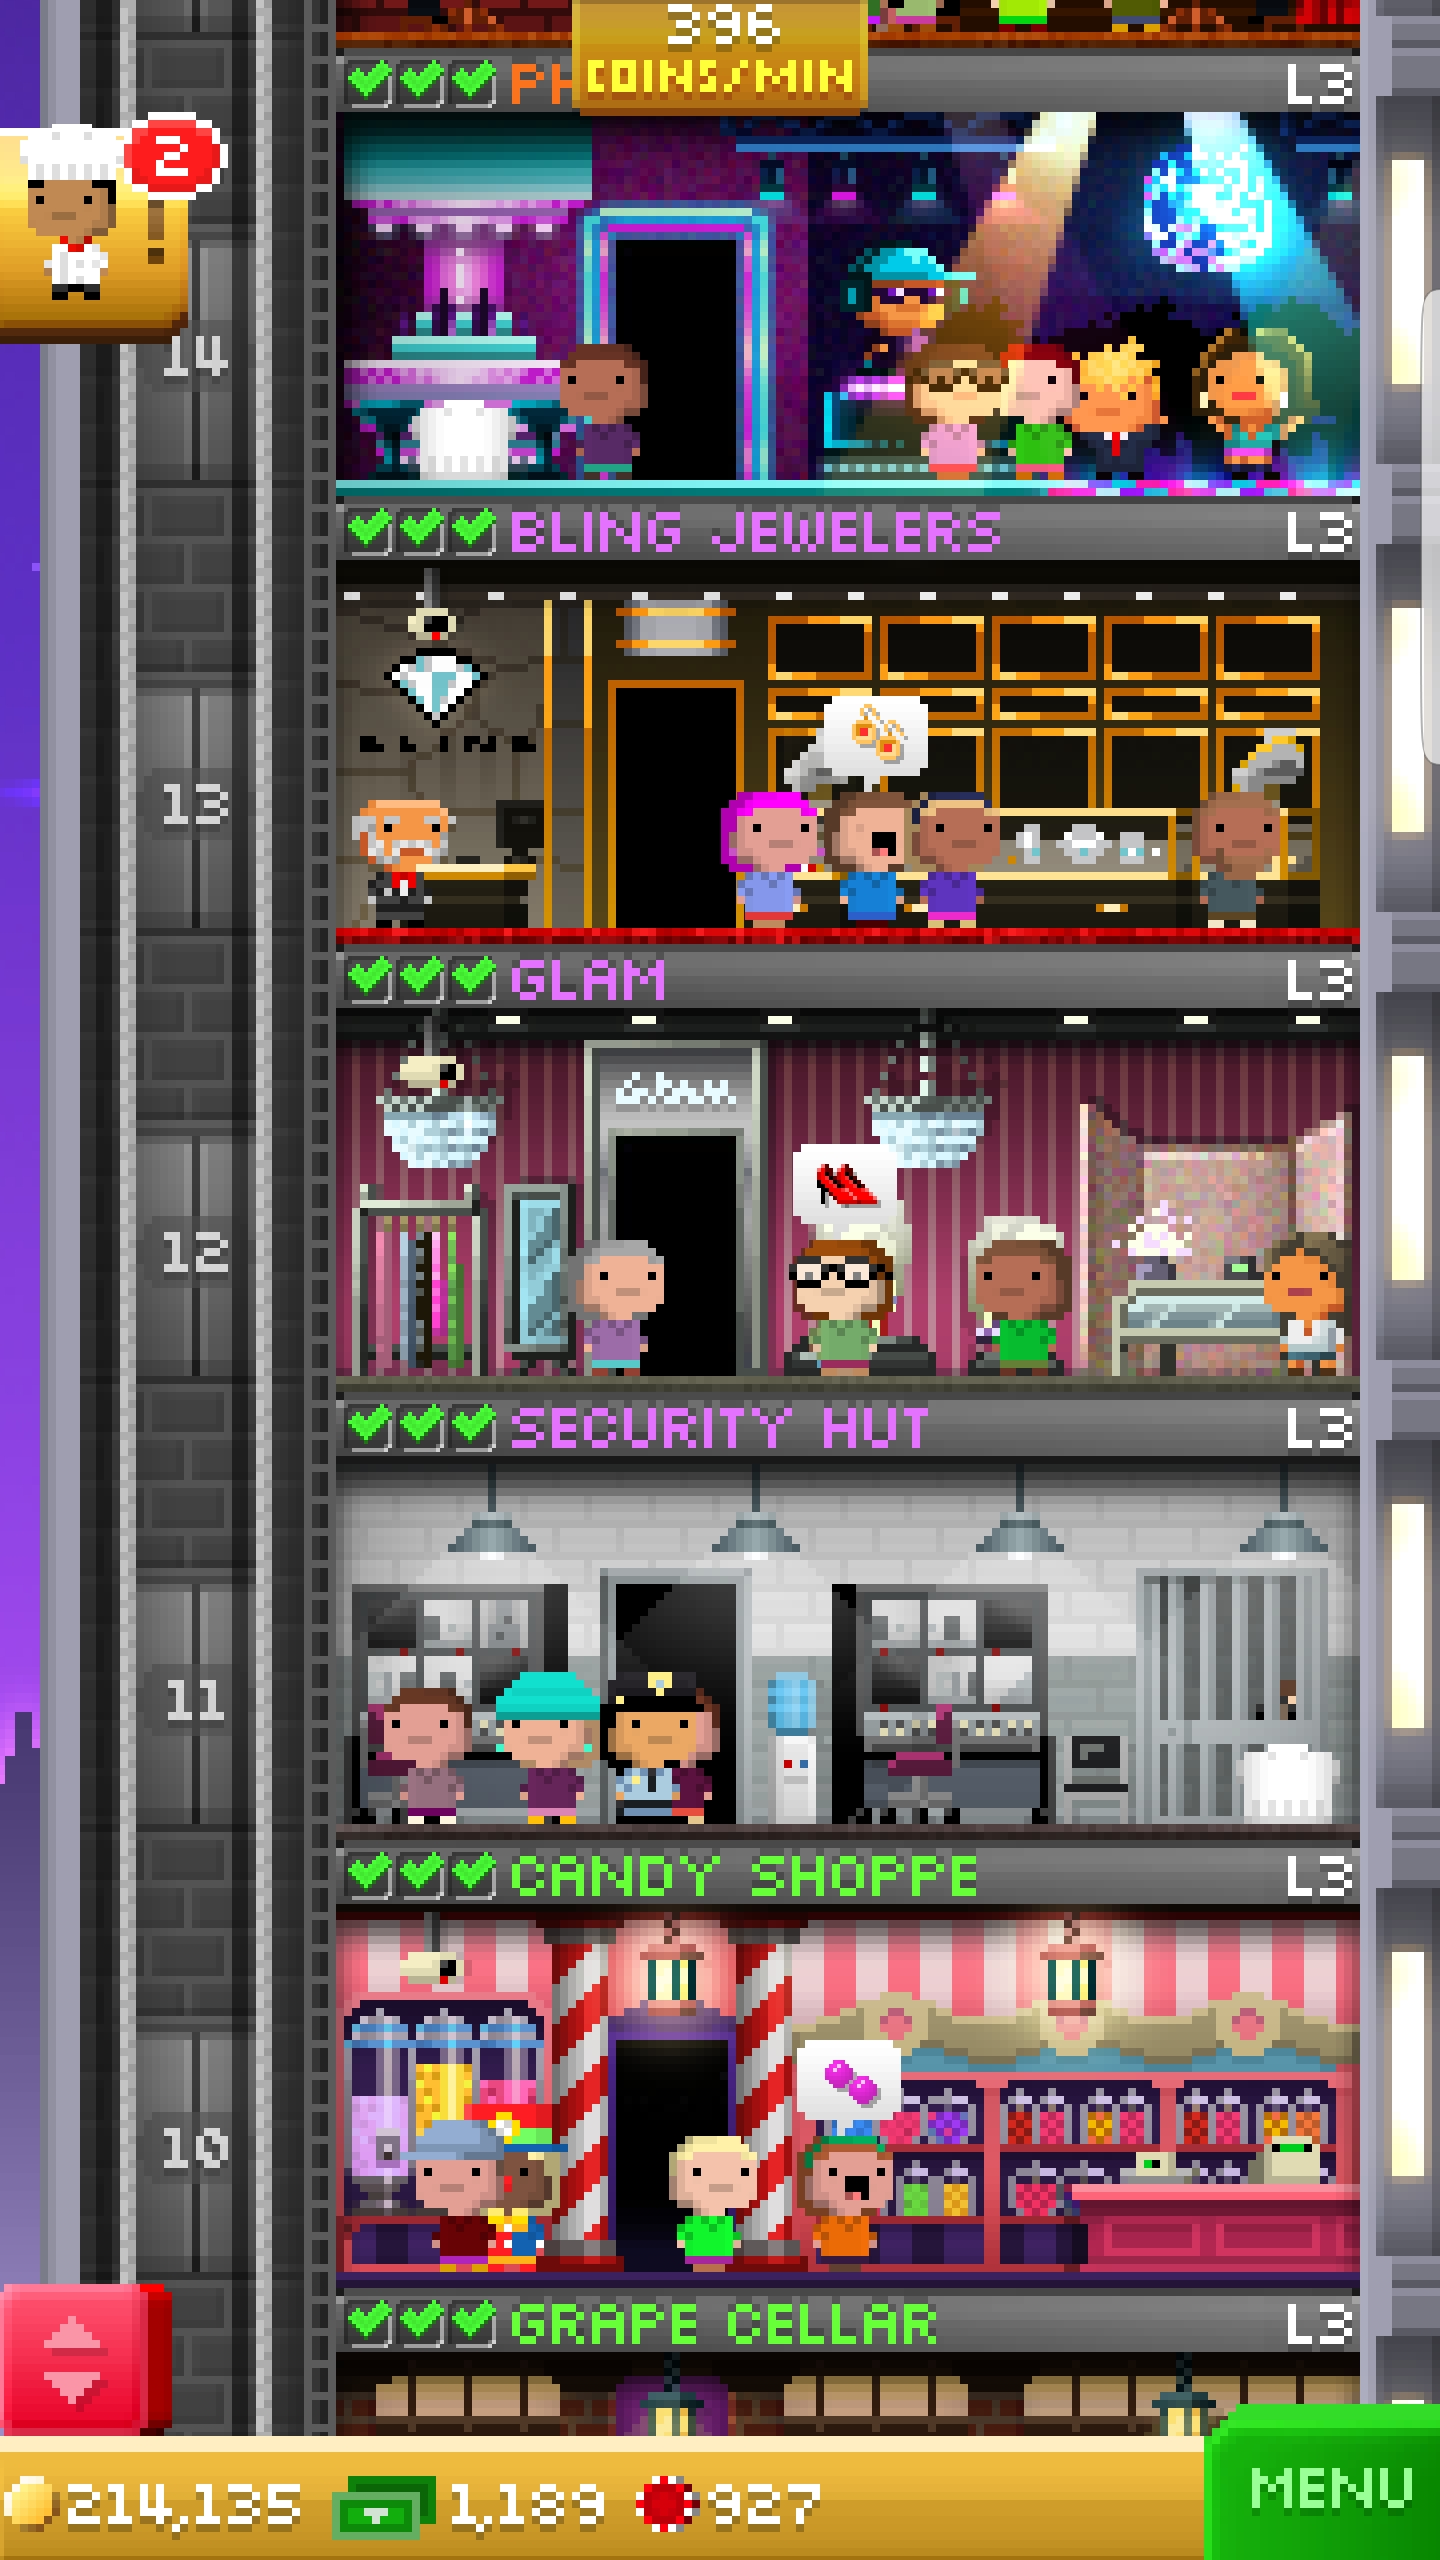 396
COINS/MIN
PH
L3
2
14
BLING JEWELERS
L3
BLING
13
GLAM
L3
Glam
12
SECURITY HUT
L3
11
CANDY SHOPPE
L3
10
GRAPE CELLAR
L3
214,135
1,189
927
MENU